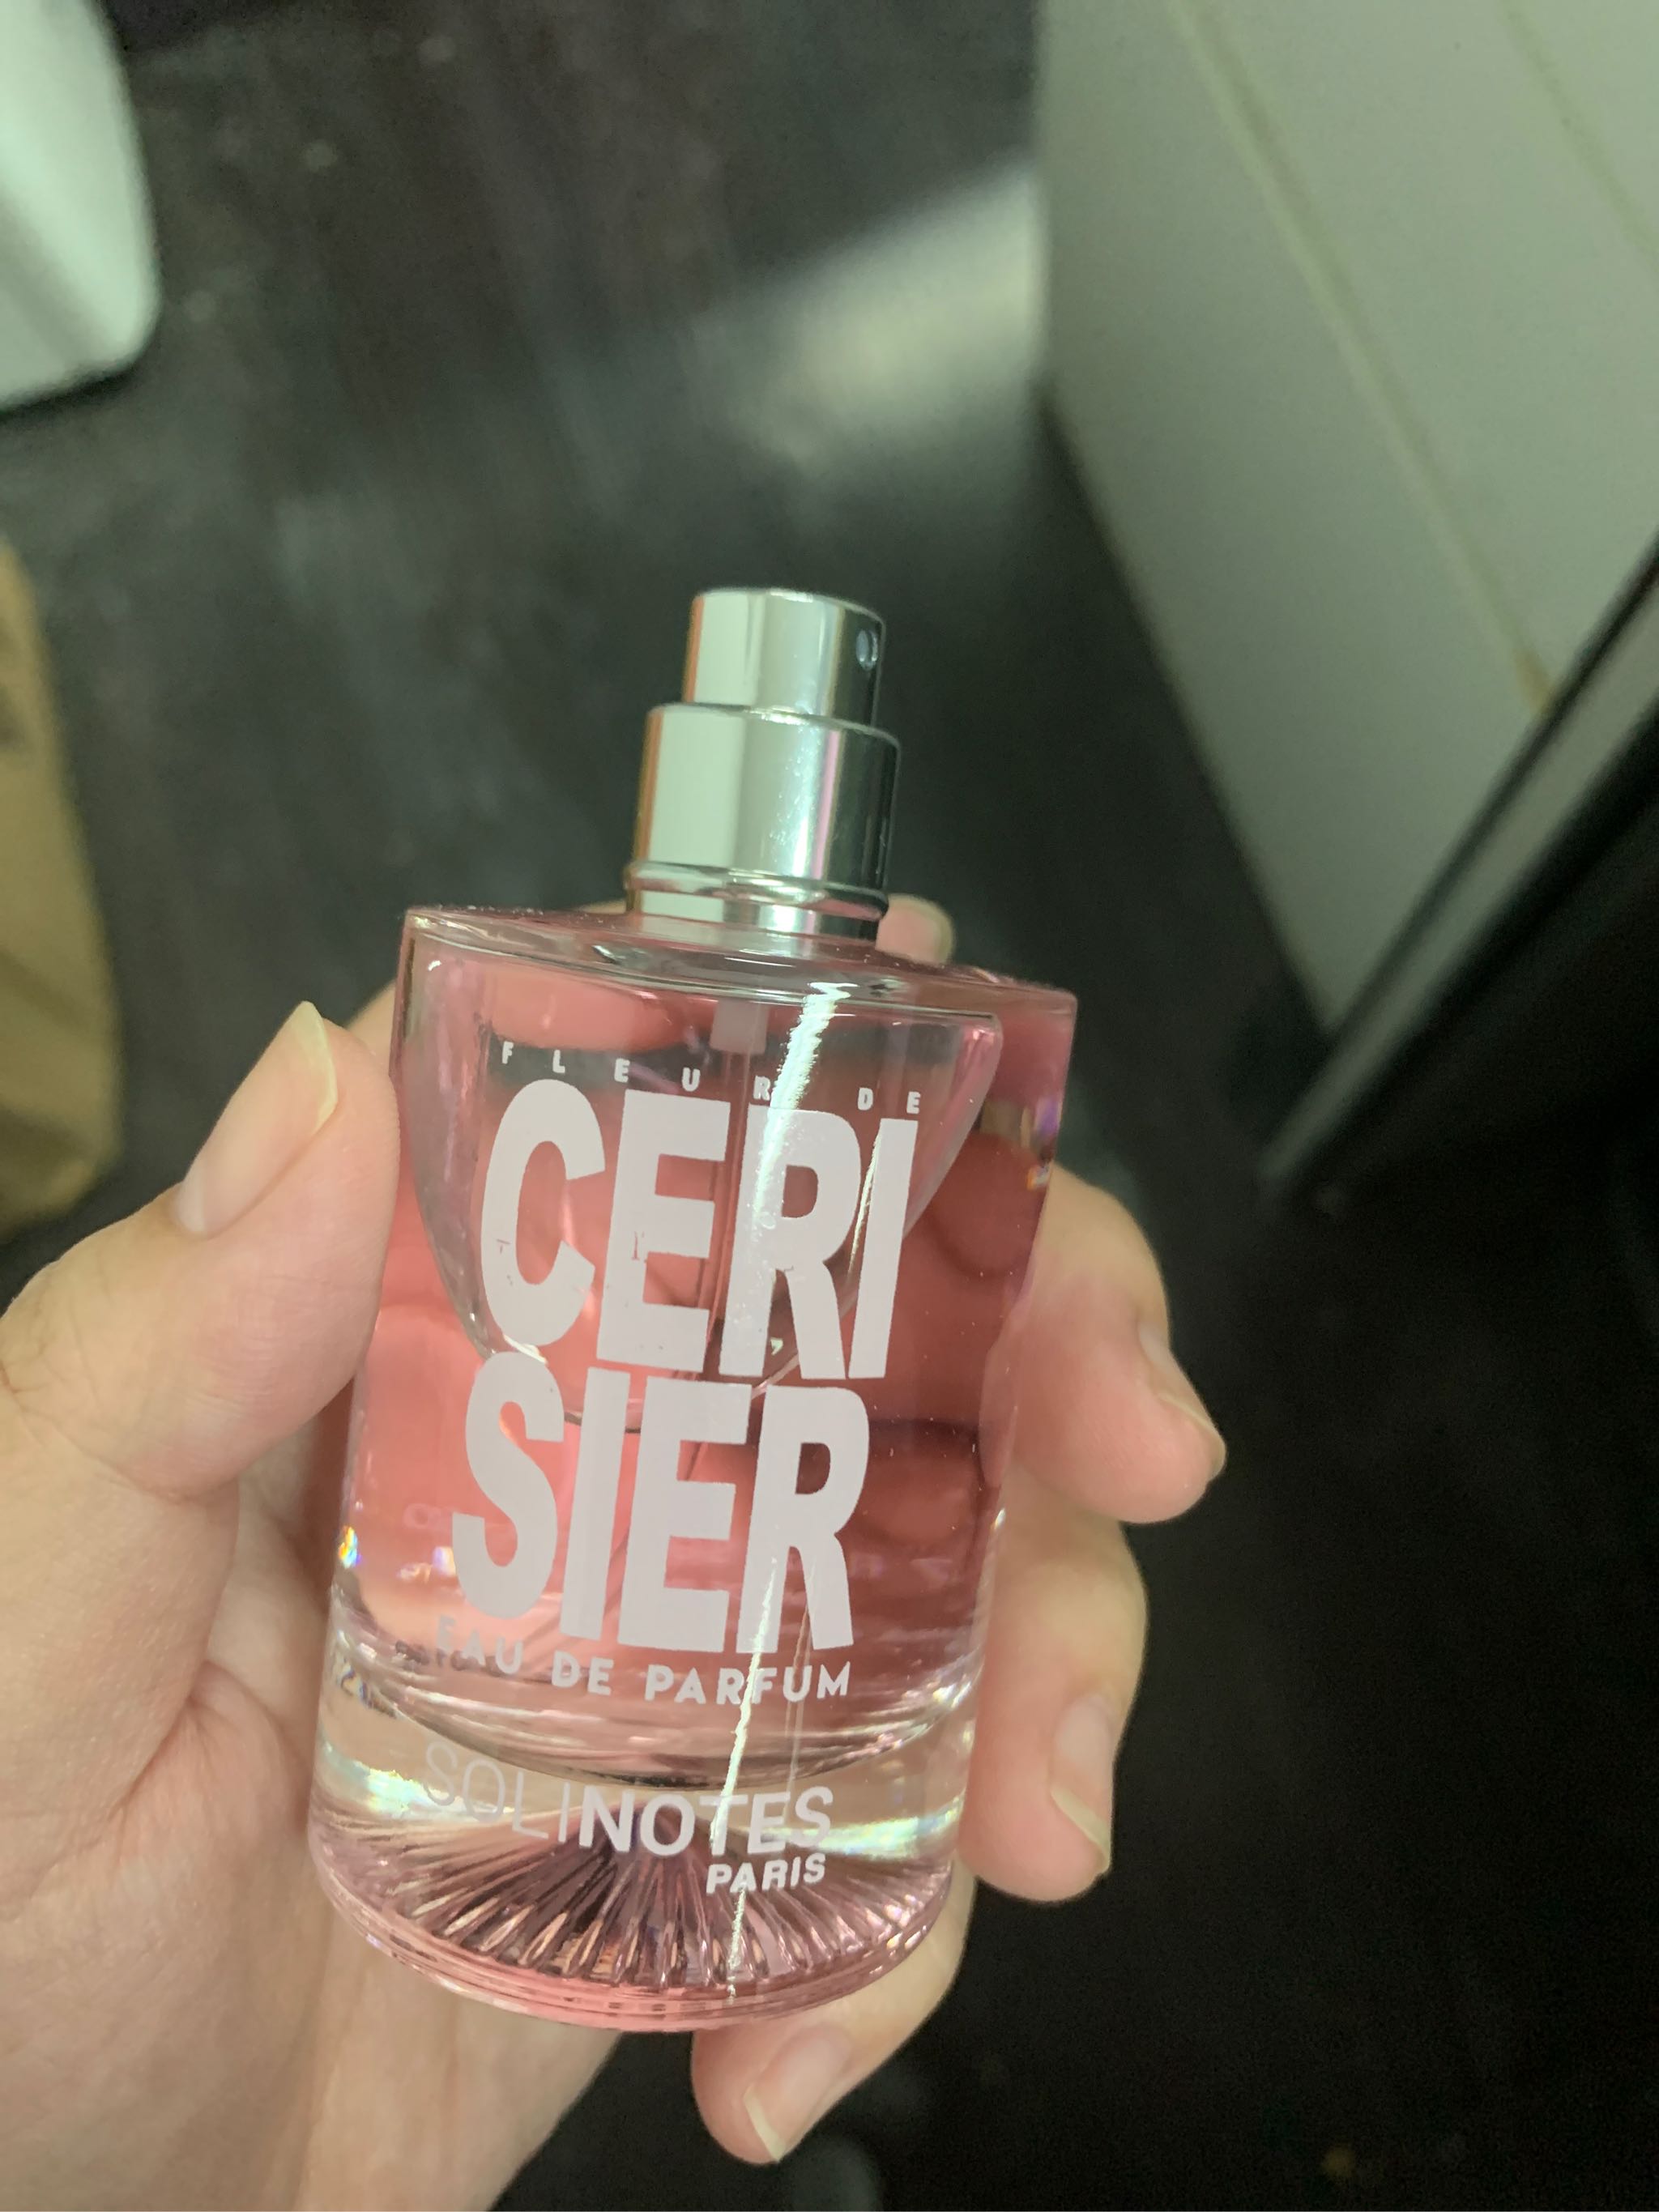 FLEUR DE
CERI
SIER
EAU DE PARFUM
SOLINOTES
PARIS